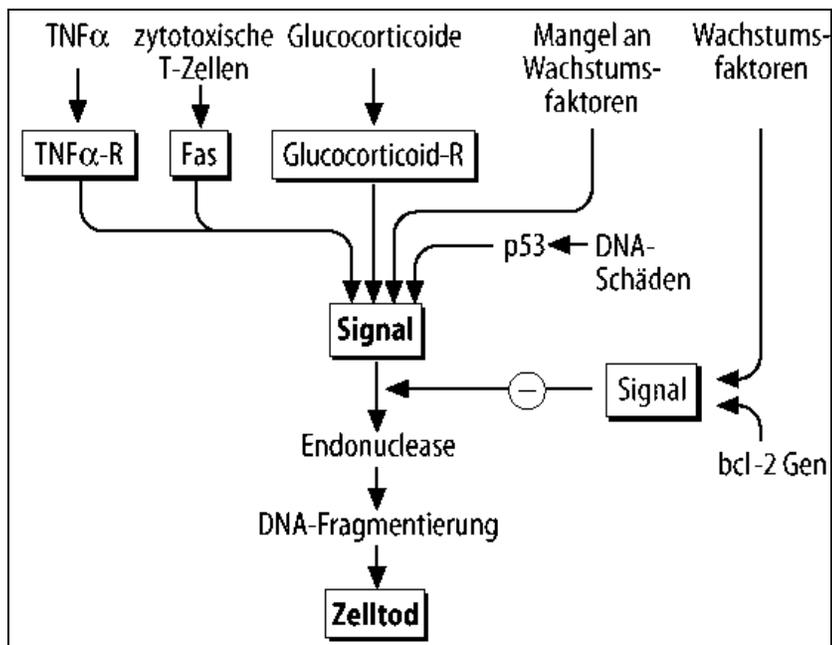 TNFα
zytotoxische
T-Zellen
Glucocorticoide
Mangel an
Wachstums-
faktoren
Wachstums-
faktoren
TNFα-R
Fas
Glucocorticoid-R
p53
DNA-
Schäden
Signal
−
Signal
Endonuclease
bcl-2 Gen
DNA-Fragmentierung
Zelltod